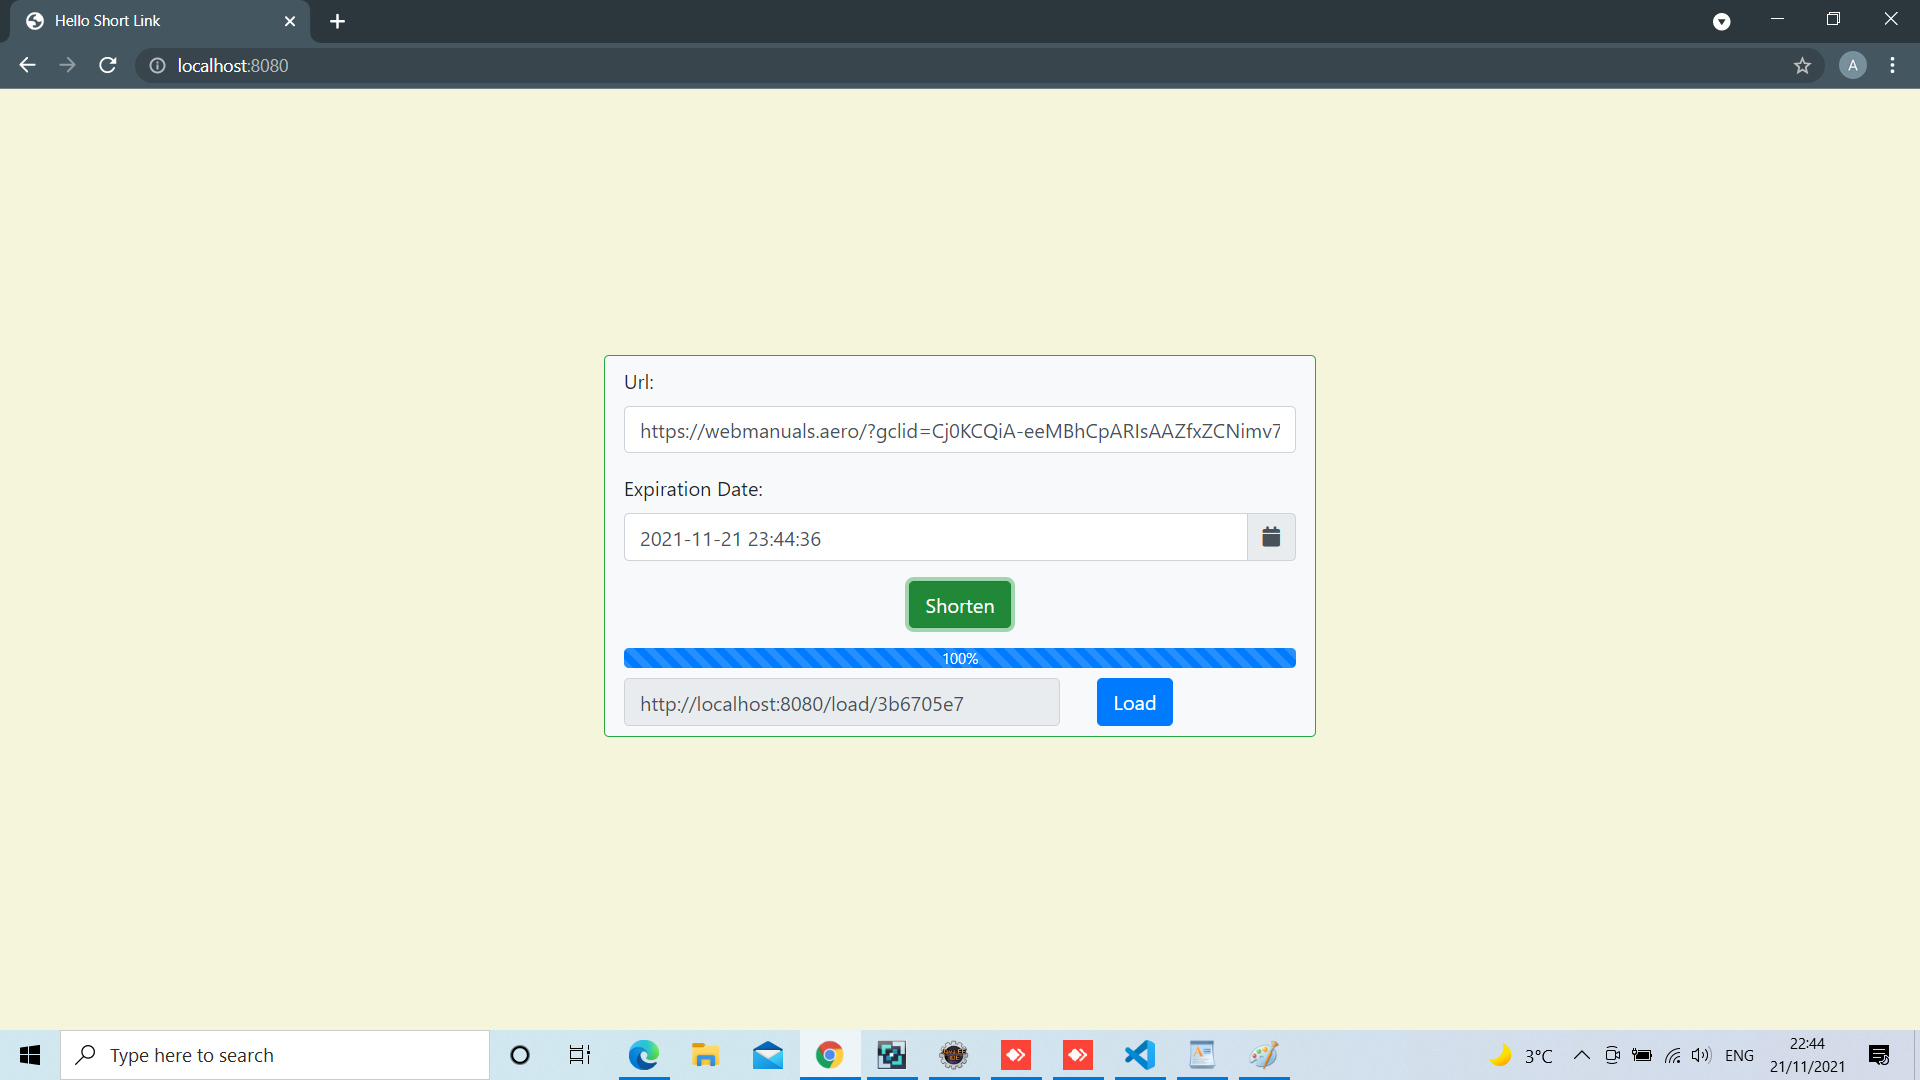 Hello Short Link
localhost:8080
A
Url:
https://webmanuals.aero/?gclid=Cj0KCQiA-eeMBhCpARIsAAZfxZCNimv7
Expiration Date:
2021-11-21 23:44:36
Shorten
100%
http://localhost:8080/load/3b6705e7
Load
Type here to search
3°C
ENG
22:44
21/11/2021